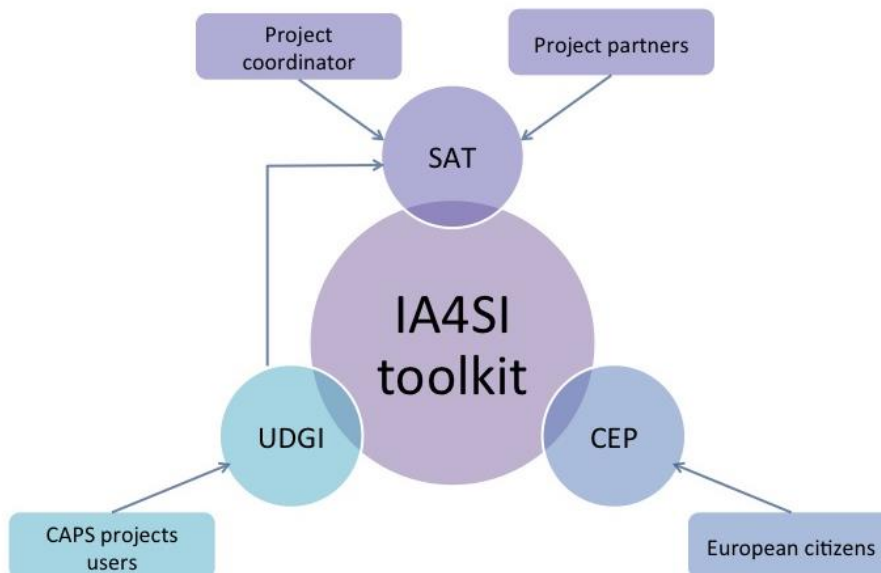 Project
coordinator
Project partners
SAT
IA4SI
toolkit
UDGI
CEP
CAPS projects
users
European citizens